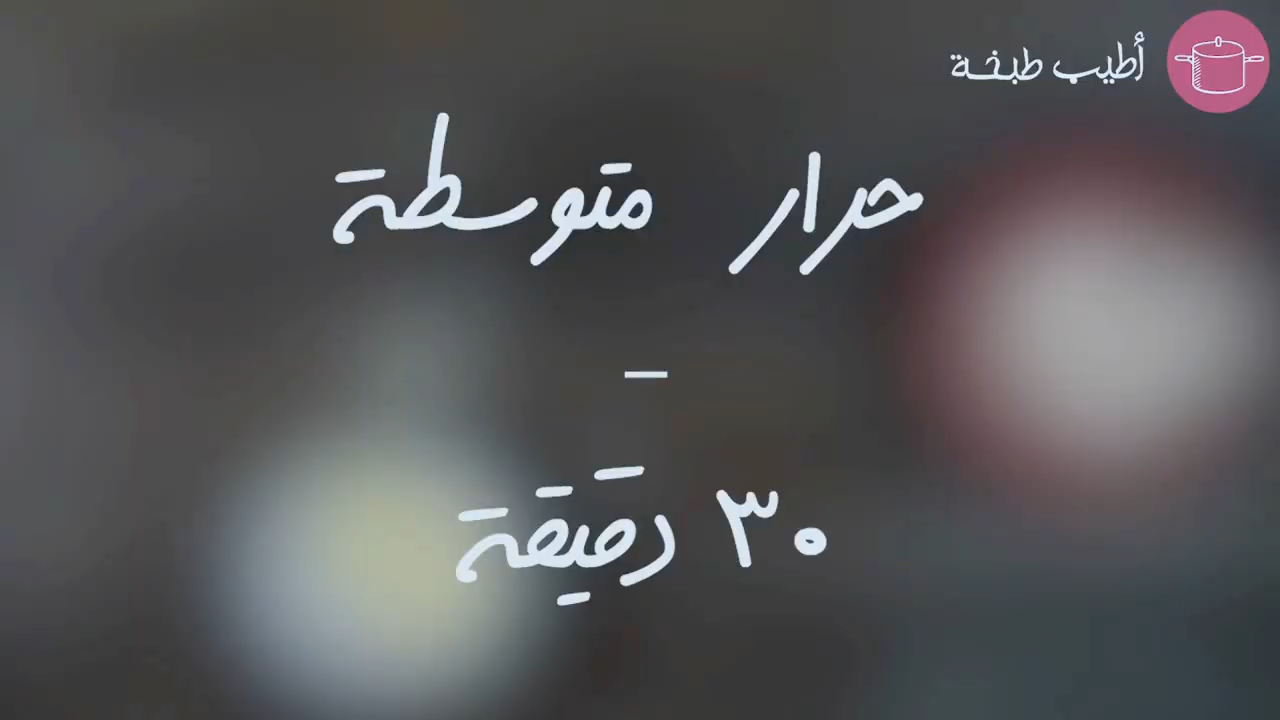 أطيب طبخة
حرار متوسطة
–
٣٠ دقيقة